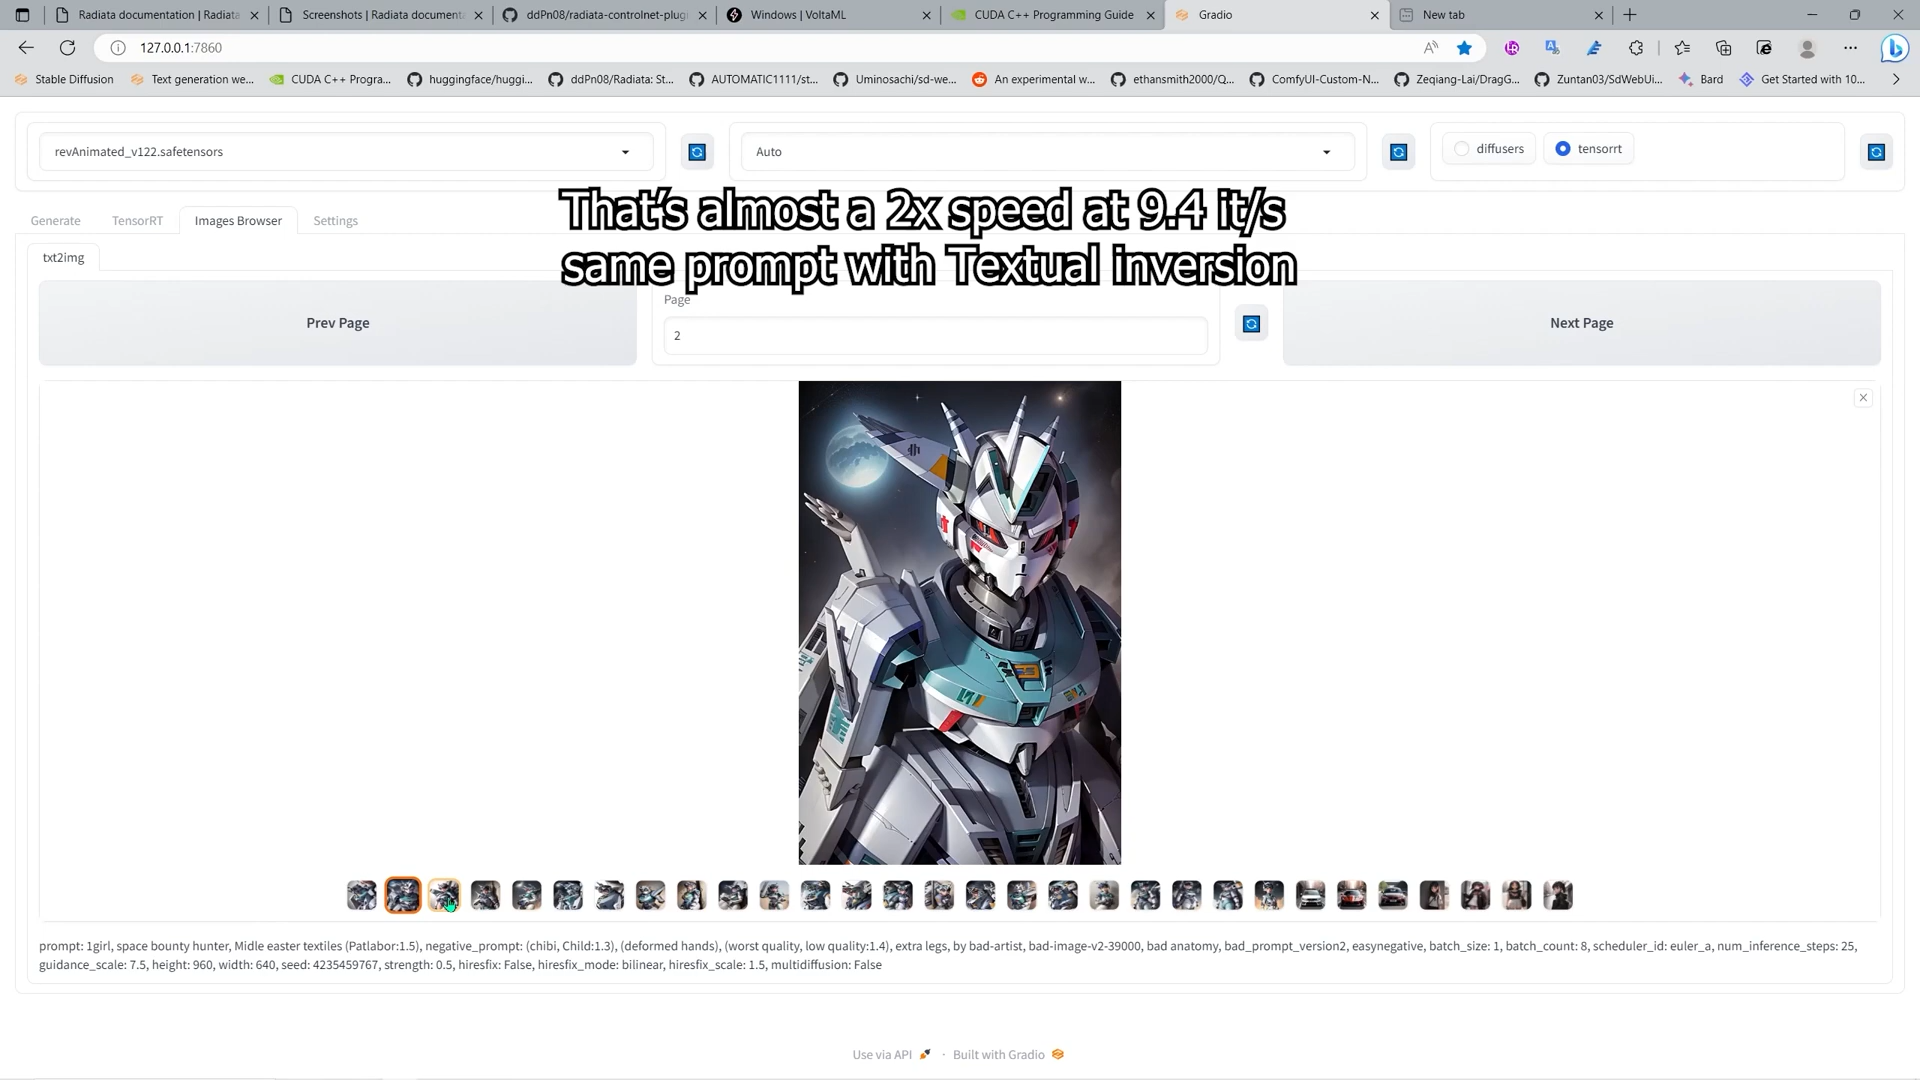 Radiata documentation | Radiata
Screenshots | Radiata documenta
ddPn08/radiata-controlnet-plugi
Windows | VoltaML
CUDA C++ Programming Guide
Gradio
New tab
127.0.0.1:7860
Stable Diffusion
Text generation we...
CUDA C++ Progra...
huggingface/huggi...
ddPn08/Radiata: St...
AUTOMATIC1111/st...
Uminosachi/sd-we...
An experimental w...
ethansmith2000/Q...
ComfyUI-Custom-N...
Zeqiang-Lai/DragG...
Zuntan03/SdWebUi...
Bard
Get Started with 10...
revAnimated_v122.safetensors
Auto
diffusers
tensorrt
That's almost a 2x speed at 9.4 it/s
same prompt with Textual inversion
Generate
TensorRT
Images Browser
Settings
txt2img
Prev Page
Page
2
Next Page
prompt: 1girl, space bounty hunter, Midle easter textiles (Patlabor:1.5), negative_prompt: (chibi, Child:1.3), (deformed hands), (worst quality, low quality:1.4), extra legs, by bad-artist, bad-image-v2-39000, bad anatomy, bad_prompt_version2, easynegative, batch_size: 1, batch_count: 8, scheduler_id: euler_a, num_inference_steps: 25,
guidance_scale: 7.5, height: 960, width: 640, seed: 4235459767, strength: 0.5, hiresfix: False, hiresfix_mode: bilinear, hiresfix_scale: 1.5, multidiffusion: False
Use via API
·
Built with Gradio